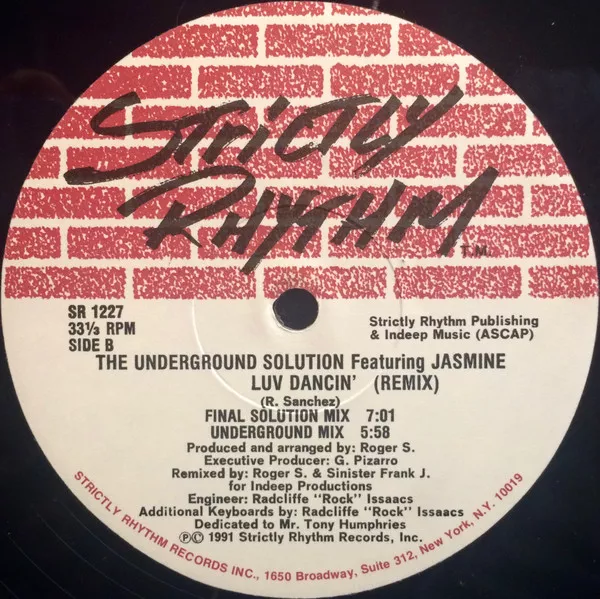 STRICTLY
RHYTHM
T.M.
SR 1227
33⅓ RPM
SIDE B
Strictly Rhythm Publishing
& Indeep Music (ASCAP)
THE UNDERGROUND SOLUTION Featuring JASMINE
LUV DANCIN' (REMIX)
(R. Sanchez)
FINAL SOLUTION MIX 7:01
UNDERGROUND MIX 5:58
Produced and arranged by: Roger S.
Executive Producer: G. Pizarro
Remixed by: Roger S. & Sinister Frank J.
for Indeep Productions
Engineer: Radcliffe "Rock" Issaacs
Additional Keyboards by: Radcliffe "Rock" Issacs
Dedicated to Mr. Tony Humphries
℗© 1991 Strictly Rhythm Records, Inc.
STRICTLY RHYTHM RECORDS INC., 1650 Broadway, Suite 312, New York, N.Y. 10019